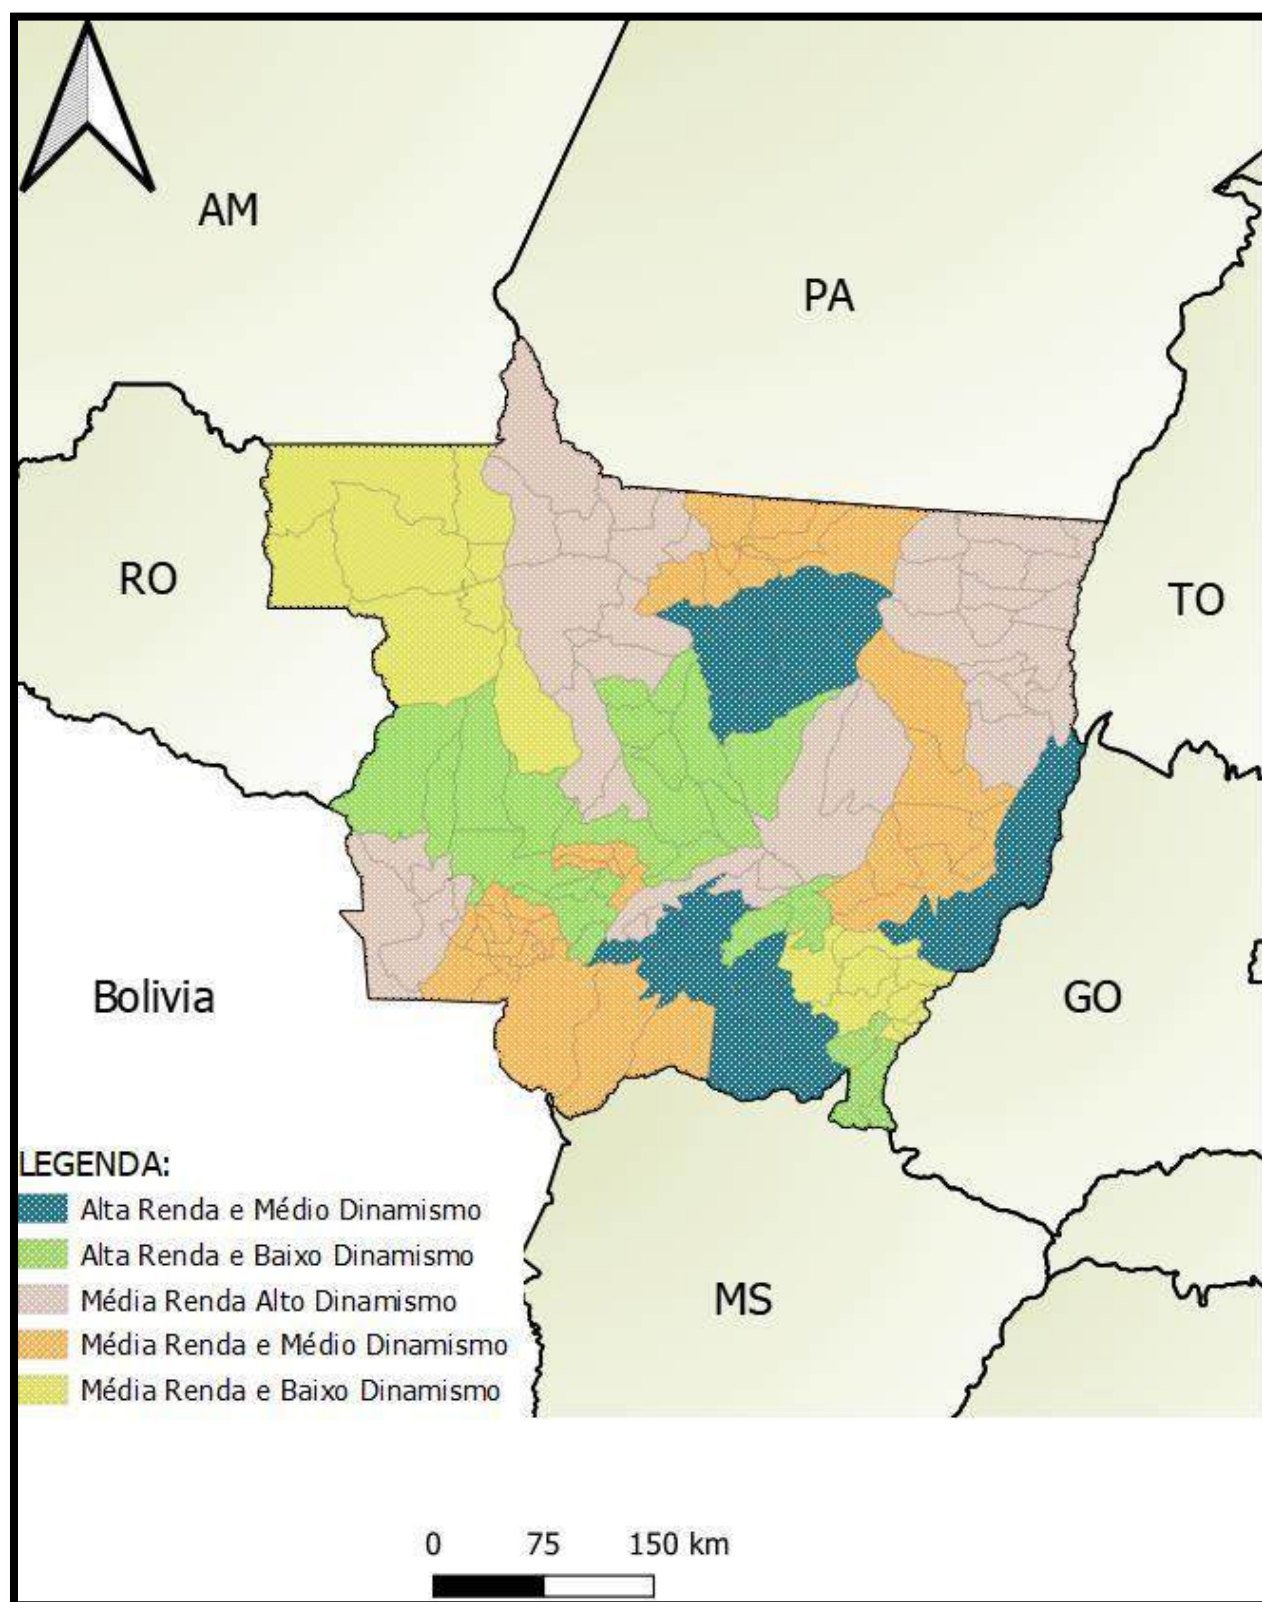 AM
PA
RO
TO
Bolivia
GO
LEGENDA:
Alta Renda e Médio Dinamismo
Alta Renda e Baixo Dinamismo
Média Renda Alto Dinamismo
Média Renda e Médio Dinamismo
Média Renda e Baixo Dinamismo
MS
0 75 150 km